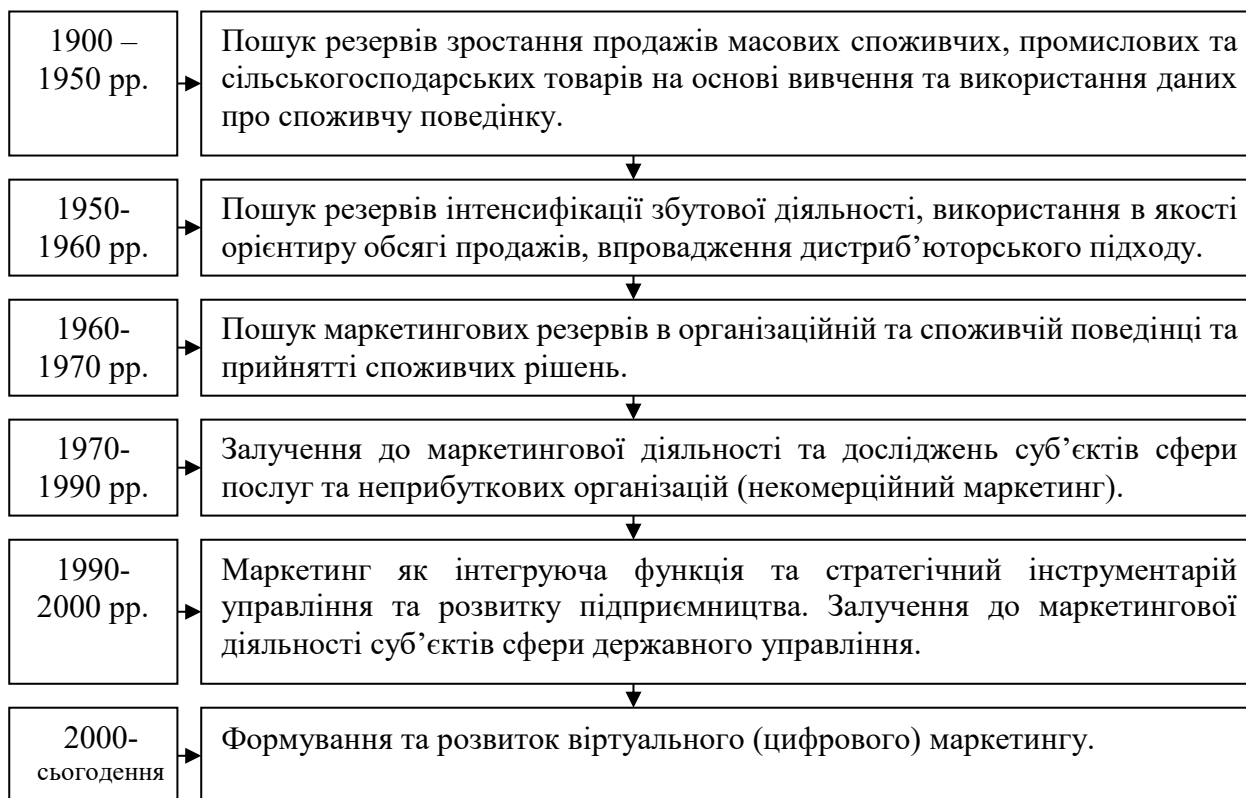 1900 –
1950 рр.
Пошук резервів зростання продажів масових споживчих, промислових та
сільськогосподарських товарів на основі вивчення та використання даних
про споживчу поведінку.
1950-
1960 рр.
Пошук резервів інтенсифікації збутової діяльності, використання в якості
орієнтиру обсягі продажів, впровадження дистриб’юторського підходу.
1960-
1970 рр.
Пошук маркетингових резервів в організаційній та споживчій поведінці та
прийнятті споживчих рішень.
1970-
1990 рр.
Залучення до маркетингової діяльності та досліджень суб’єктів сфери
послуг та неприбуткових організацій (некомерційний маркетинг).
1990-
2000 рр.
Маркетинг як інтегруюча функція та стратегічний інструментарій
управління та розвитку підприємництва. Залучення до маркетингової
діяльності суб’єктів сфери державного управління.
2000-
сьогодення
Формування та розвиток віртуального (цифрового) маркетингу.